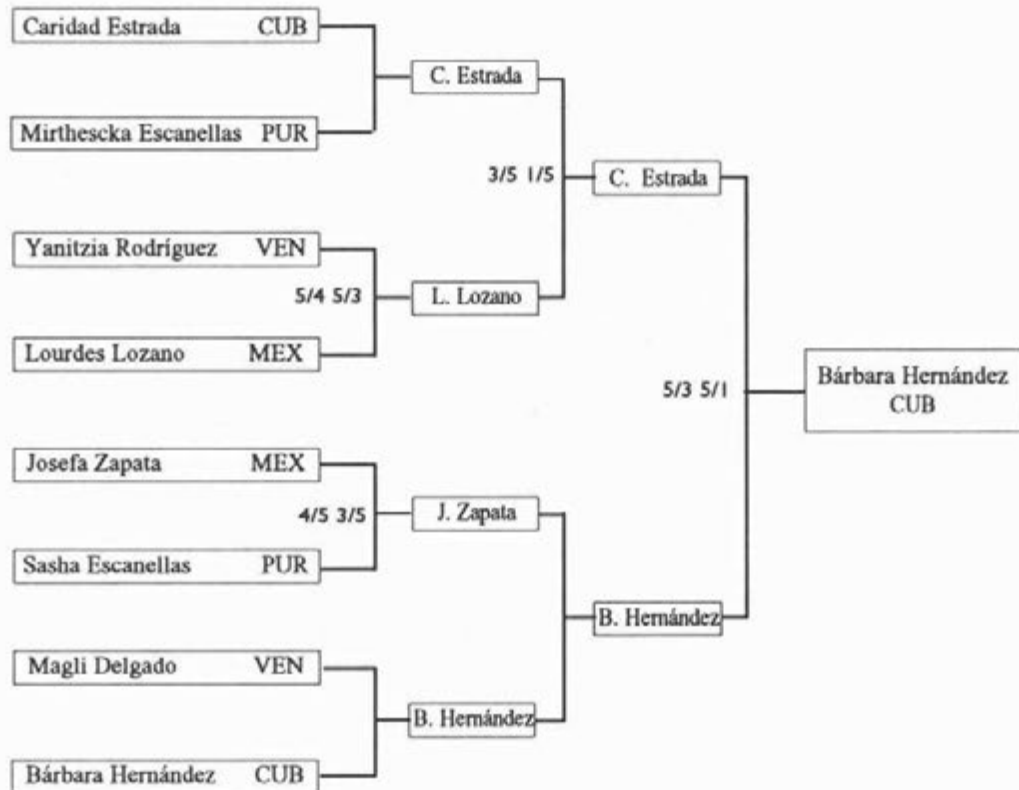 Caridad Estrada CUB
C. Estrada
Mirthescka Escanellas PUR
3/5 1/5
C. Estrada
Yanitzia Rodríguez VEN
5/4 5/3
L. Lozano
Lourdes Lozano MEX
Bárbara Hernández
CUB
5/3 5/1
Josefa Zapata MEX
4/5 3/5
J. Zapata
Sasha Escanellas PUR
B. Hernández
Magli Delgado VEN
B. Hernández
Bárbara Hernández CUB